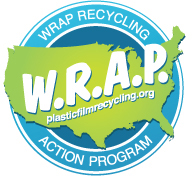 WRAP RECYCLING
W.R.A.P.
plasticfilmrecycling.org
ACTION PROGRAM